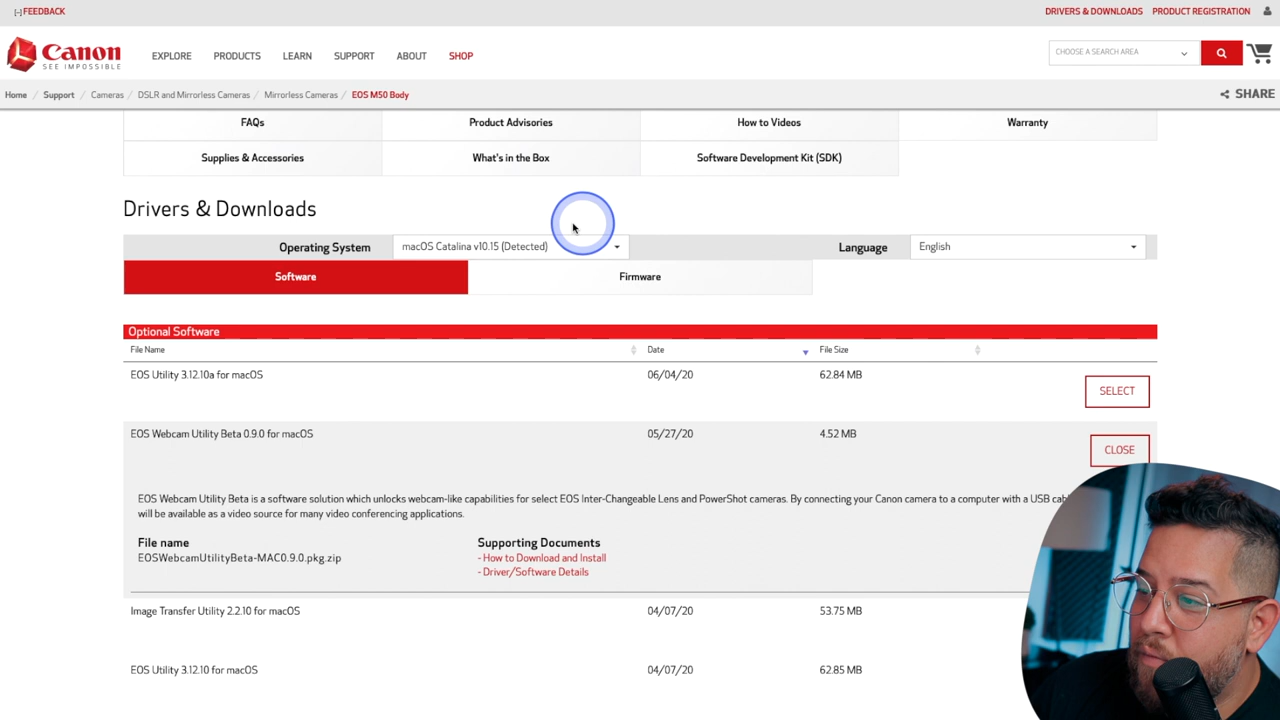 [-] FEEDBACK
DRIVERS & DOWNLOADS PRODUCT REGISTRATION
Canon
SEE IMPOSSIBLE
EXPLORE PRODUCTS LEARN SUPPORT ABOUT SHOP
CHOOSE A SEARCH AREA
Home / Support / Cameras / DSLR and Mirrorless Cameras / Mirrorless Cameras / EOS M50 Body
SHARE
FAQs Product Advisories How to Videos Warranty
Supplies & Accessories What's in the Box Software Development Kit (SDK)
Drivers & Downloads
Operating System macOS Catalina v10.15 (Detected) Language English
Software Firmware
Optional Software
File Name Date File Size
EOS Utility 3.12.10a for macOS 06/04/20 62.84 MB
SELECT
EOS Webcam Utility Beta 0.9.0 for macOS 05/27/20 4.52 MB
CLOSE
EOS Webcam Utility Beta is a software solution which unlocks webcam-like capabilities for select EOS Inter-Changeable Lens and PowerShot cameras. By connecting your Canon camera to a computer with a USB
will be available as a video source for many video conferencing applications.
File name Supporting Documents
EOSWebcamUtilityBeta-MAC0.9.0.pkg.zip - How to Download and Install
- Driver/Software Details
Image Transfer Utility 2.2.10 for macOS 04/07/20 53.75 MB
EOS Utility 3.12.10 for macOS 04/07/20 62.85 MB